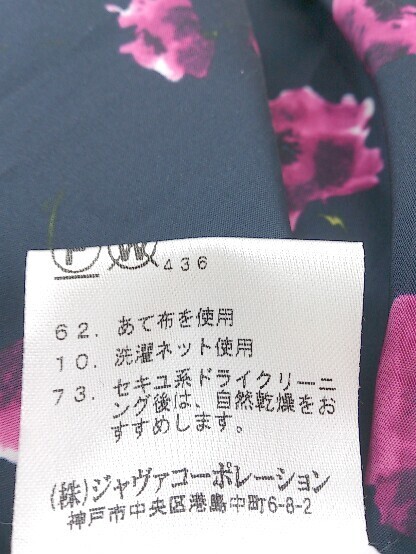 F W
436
62. あて布を使用
10. 洗濯ネット使用
73. セキユ系ドライクリーニ
ング後は、自然乾燥をお
すすめします。
(株)ジャヴァコーポレーション
神戸市中央区港島中町6-8-2